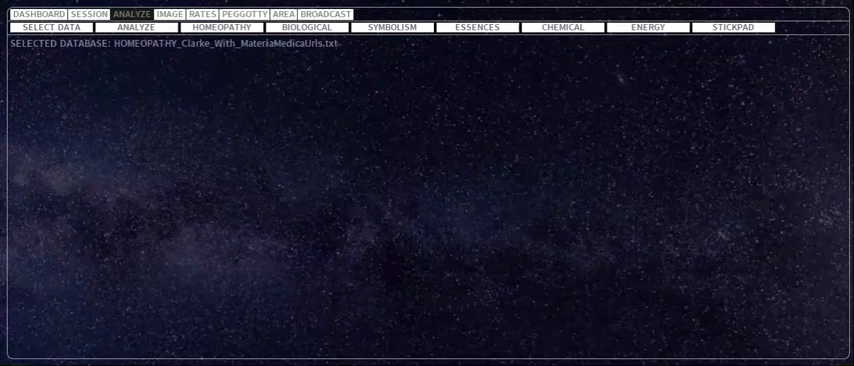 DASHBOARD SESSION ANALYZE IMAGE RATES PEGGOTTY AREA BROADCAST
SELECT DATA ANALYZE HOMEOPATHY BIOLOGICAL SYMBOLISM ESSENCES CHEMICAL ENERGY STICKPAD
SELECTED DATABASE: HOMEOPATHY_Clarke_With_MateriaMedicaUrls.txt